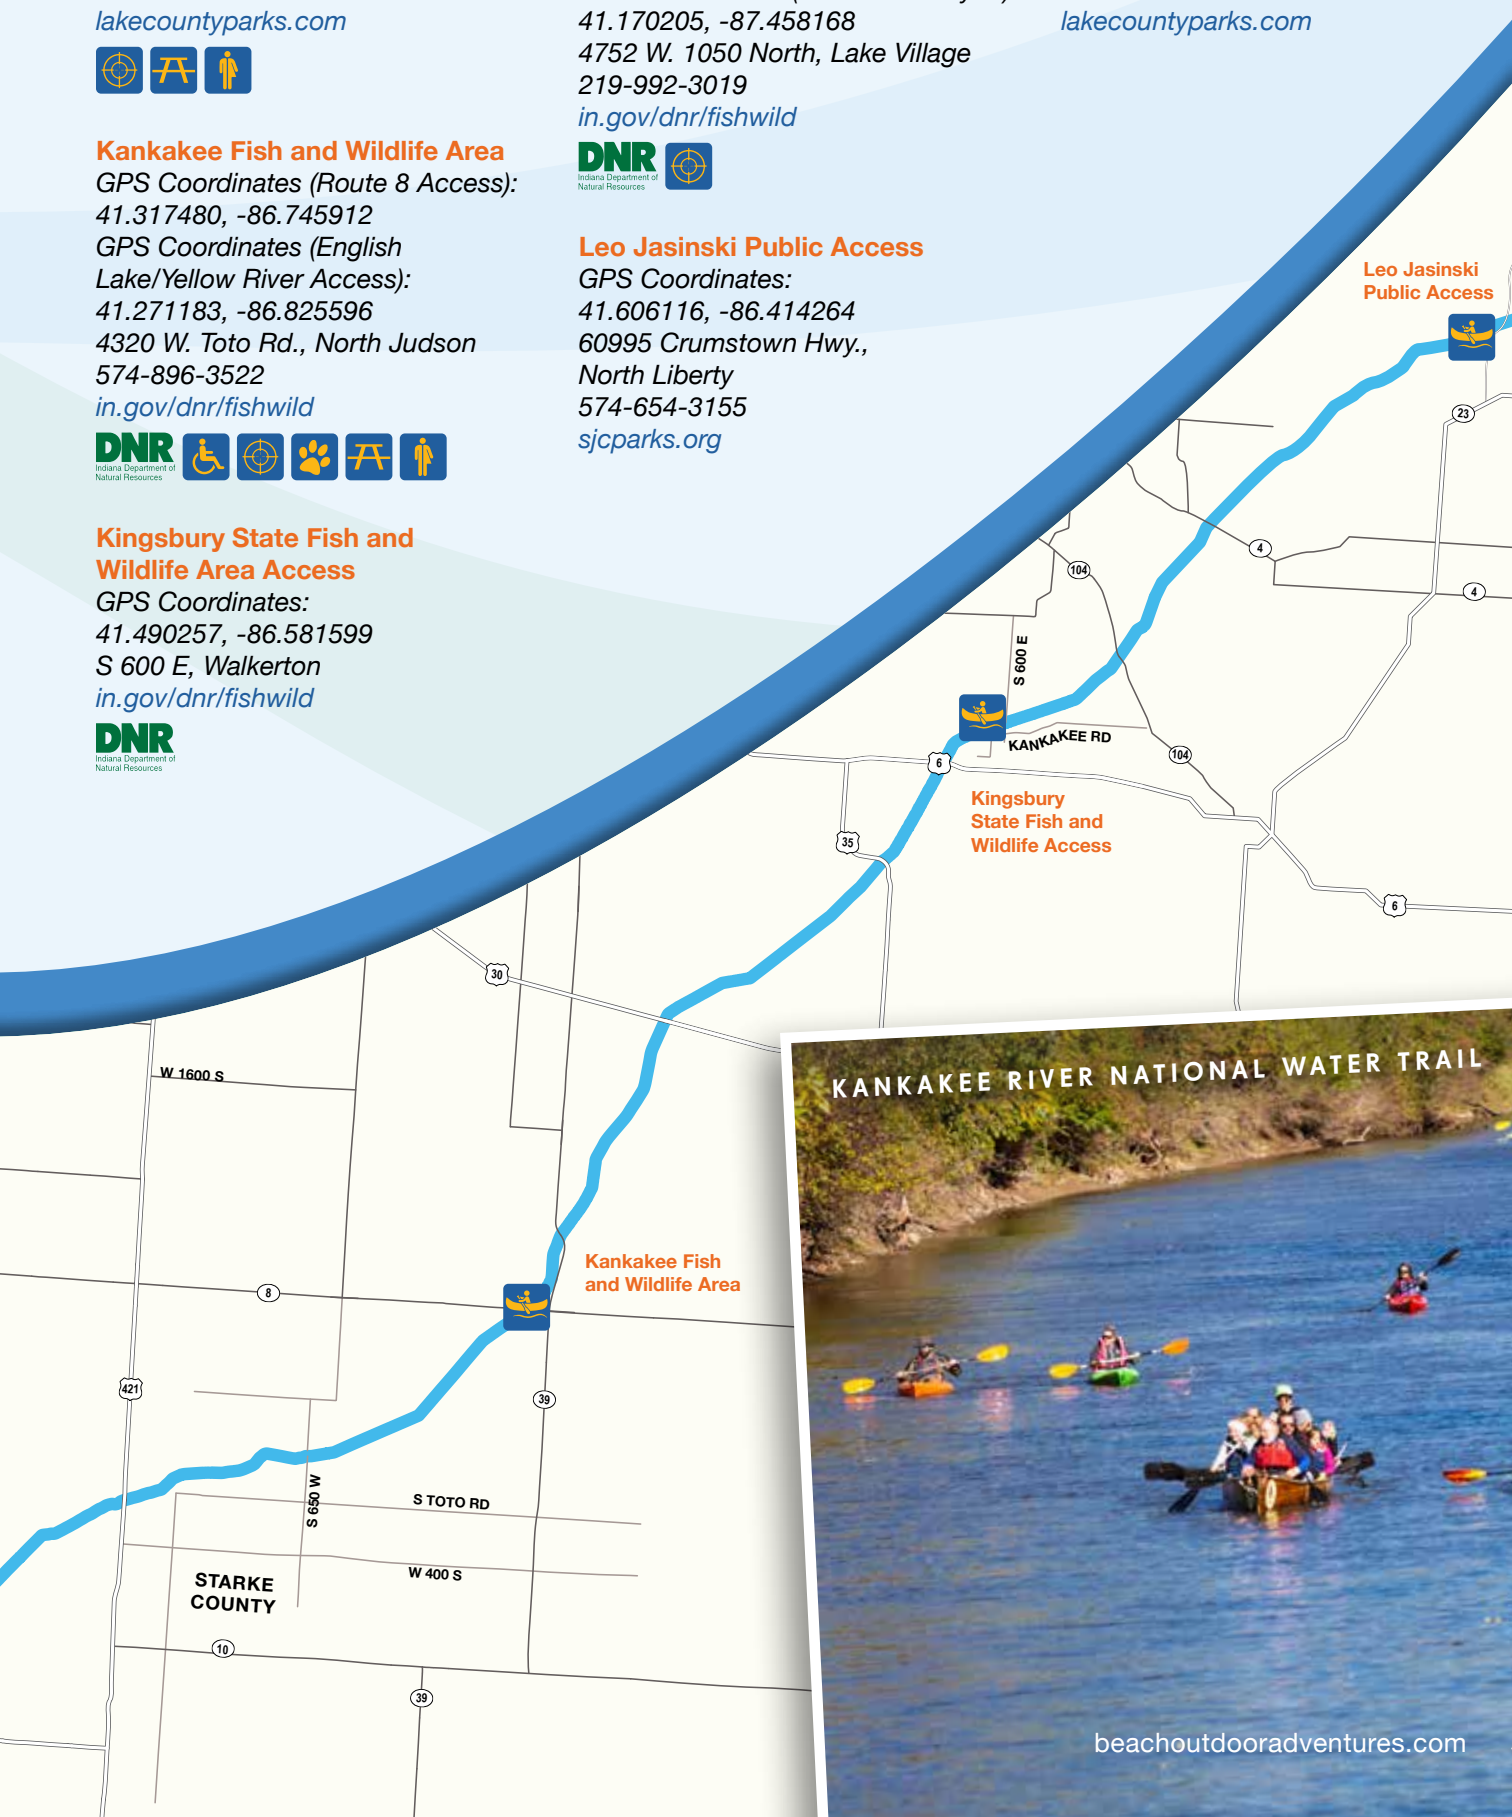 lakecountyparks.com
Kankakee Fish and Wildlife Area
GPS Coordinates (Route 8 Access):
41.317480, -86.745912
GPS Coordinates (English
Lake/Yellow River Access):
41.271183, -86.825596
4320 W. Toto Rd., North Judson
574-896-3522
in.gov/dnr/fishwild
DNR
Indiana Department of
Natural Resources
Kingsbury State Fish and
Wildlife Area Access
GPS Coordinates:
41.490257, -86.581599
S 600 E, Walkerton
in.gov/dnr/fishwild
DNR
Indiana Department of
Natural Resources
41.170205, -87.458168
4752 W. 1050 North, Lake Village
219-992-3019
in.gov/dnr/fishwild
DNR
Indiana Department of
Natural Resources
Leo Jasinski Public Access
GPS Coordinates:
41.606116, -86.414264
60995 Crumstown Hwy.,
North Liberty
574-654-3155
sjcparks.org
lakecountyparks.com
Leo Jasinski
Public Access
23
4
104
4
S 600 E
KANKAKEE RD
104
6
Kingsbury
State Fish and
Wildlife Access
35
6
30
W 1600 S
Kankakee Fish
and Wildlife Area
8
421
39
S 650 W
S TOTO RD
W 400 S
STARKE
COUNTY
10
39
KANKAKEE RIVER NATIONAL WATER TRAIL
beachoutdooradventures.com